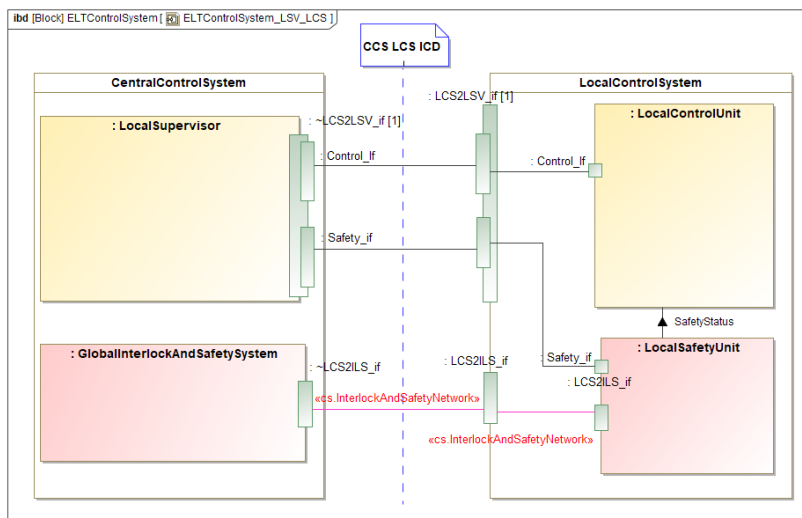 ibd [Block] ELTControlSystem [ ELTControlSystem_LSV_LCS ]
CCS LCS ICD
CentralControlSystem
LocalControlSystem
: LCS2LSV_if [1]
: LocalSupervisor
: ~LCS2LSV_if [1]
: LocalControlUnit
: Control_If
: Control_If
: Safety_if
SafetyStatus
: GlobalInterlockAndSafetySystem
: ~LCS2ILS_if
: LCS2ILS_if
: Safety_if
: LocalSafetyUnit
: LCS2ILS_if
«cs.InterlockAndSafetyNetwork»
«cs.InterlockAndSafetyNetwork»